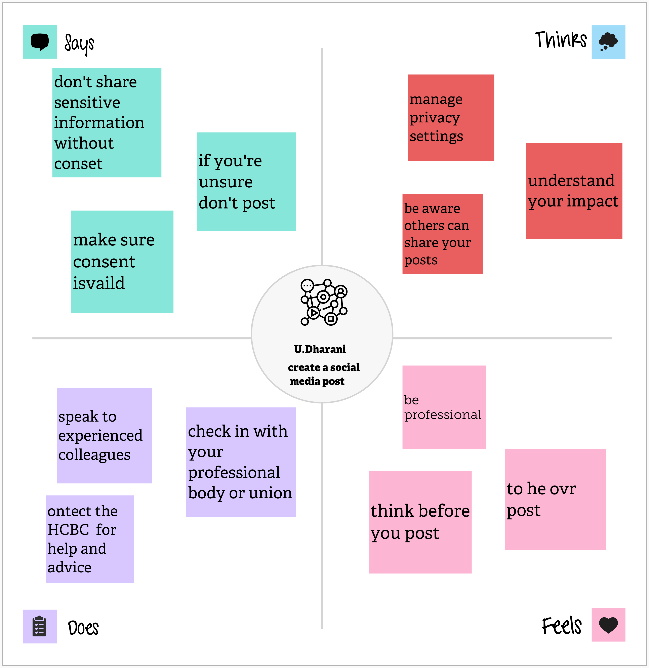 Says
don't share
sensitive
information
without
conset
if you're
unsure
don't post
make sure
consent
isvaild
Thinks
manage
privacy
settings
understand
your impact
be aware
others can
share your
posts
U.Dharani
create a social
media post
speak to
experienced
colleagues
check in with
your
professional
body or union
ontect the
HCBC for
help and
advice
Does
be
professional
think before
you post
to he ovr
post
Feels